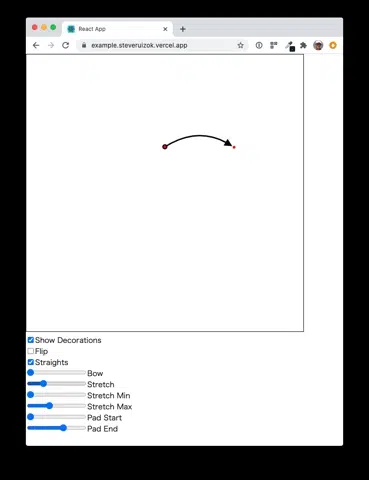 React App
example.steveruizok.vercel.app
Show Decorations
Flip
Straights
Bow
Stretch
Stretch Min
Stretch Max
Pad Start
Pad End